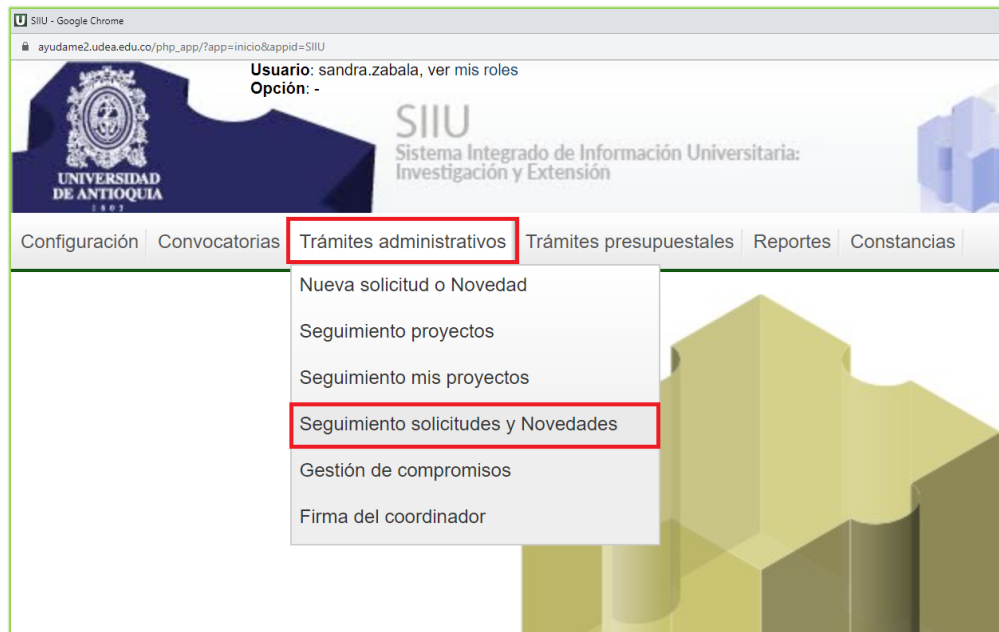 SIIU - Google Chrome
ayudame2.udea.edu.co/php_app/?app=inicio&appid=SIIU
Usuario: sandra.zabala, ver mis roles
Opción: -
SIIU
Sistema Integrado de Información Universitaria:
Investigación y Extensión
UNIVERSIDAD
DE ANTIOQUIA
1803
Configuración Convocatorias Trámites administrativos Trámites presupuestales Reportes Constancias
Nueva solicitud o Novedad
Seguimiento proyectos
Seguimiento mis proyectos
Seguimiento solicitudes y Novedades
Gestión de compromisos
Firma del coordinador